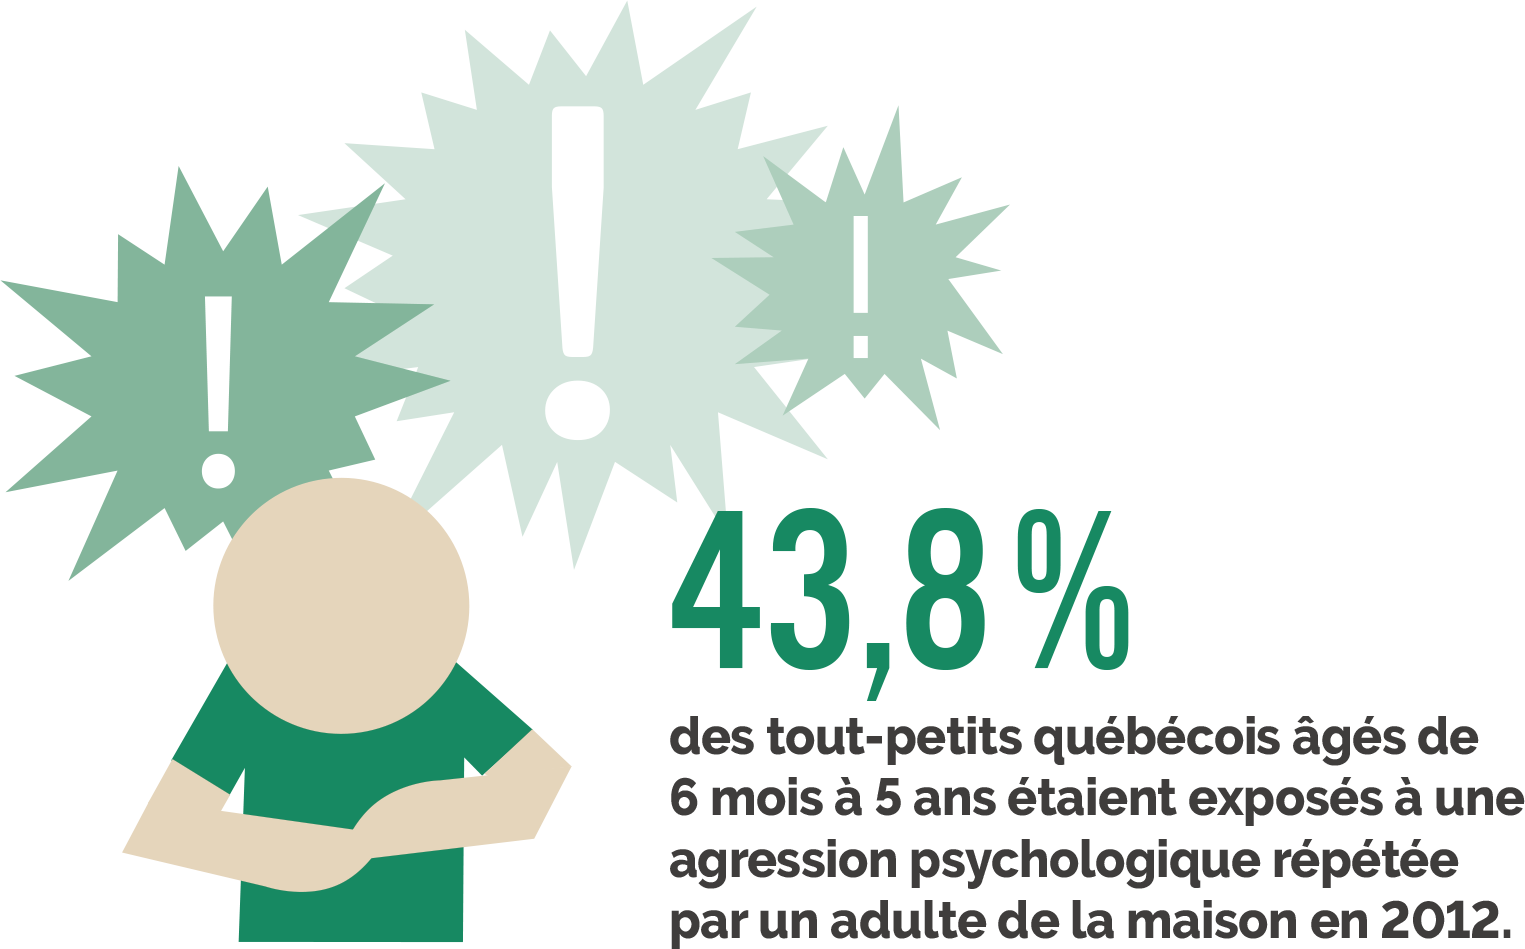 !
!
!
43,8 %
des tout-petits québécois âgés de
6 mois à 5 ans étaient exposés à une
agression psychologique répétée
par un adulte de la maison en 2012.